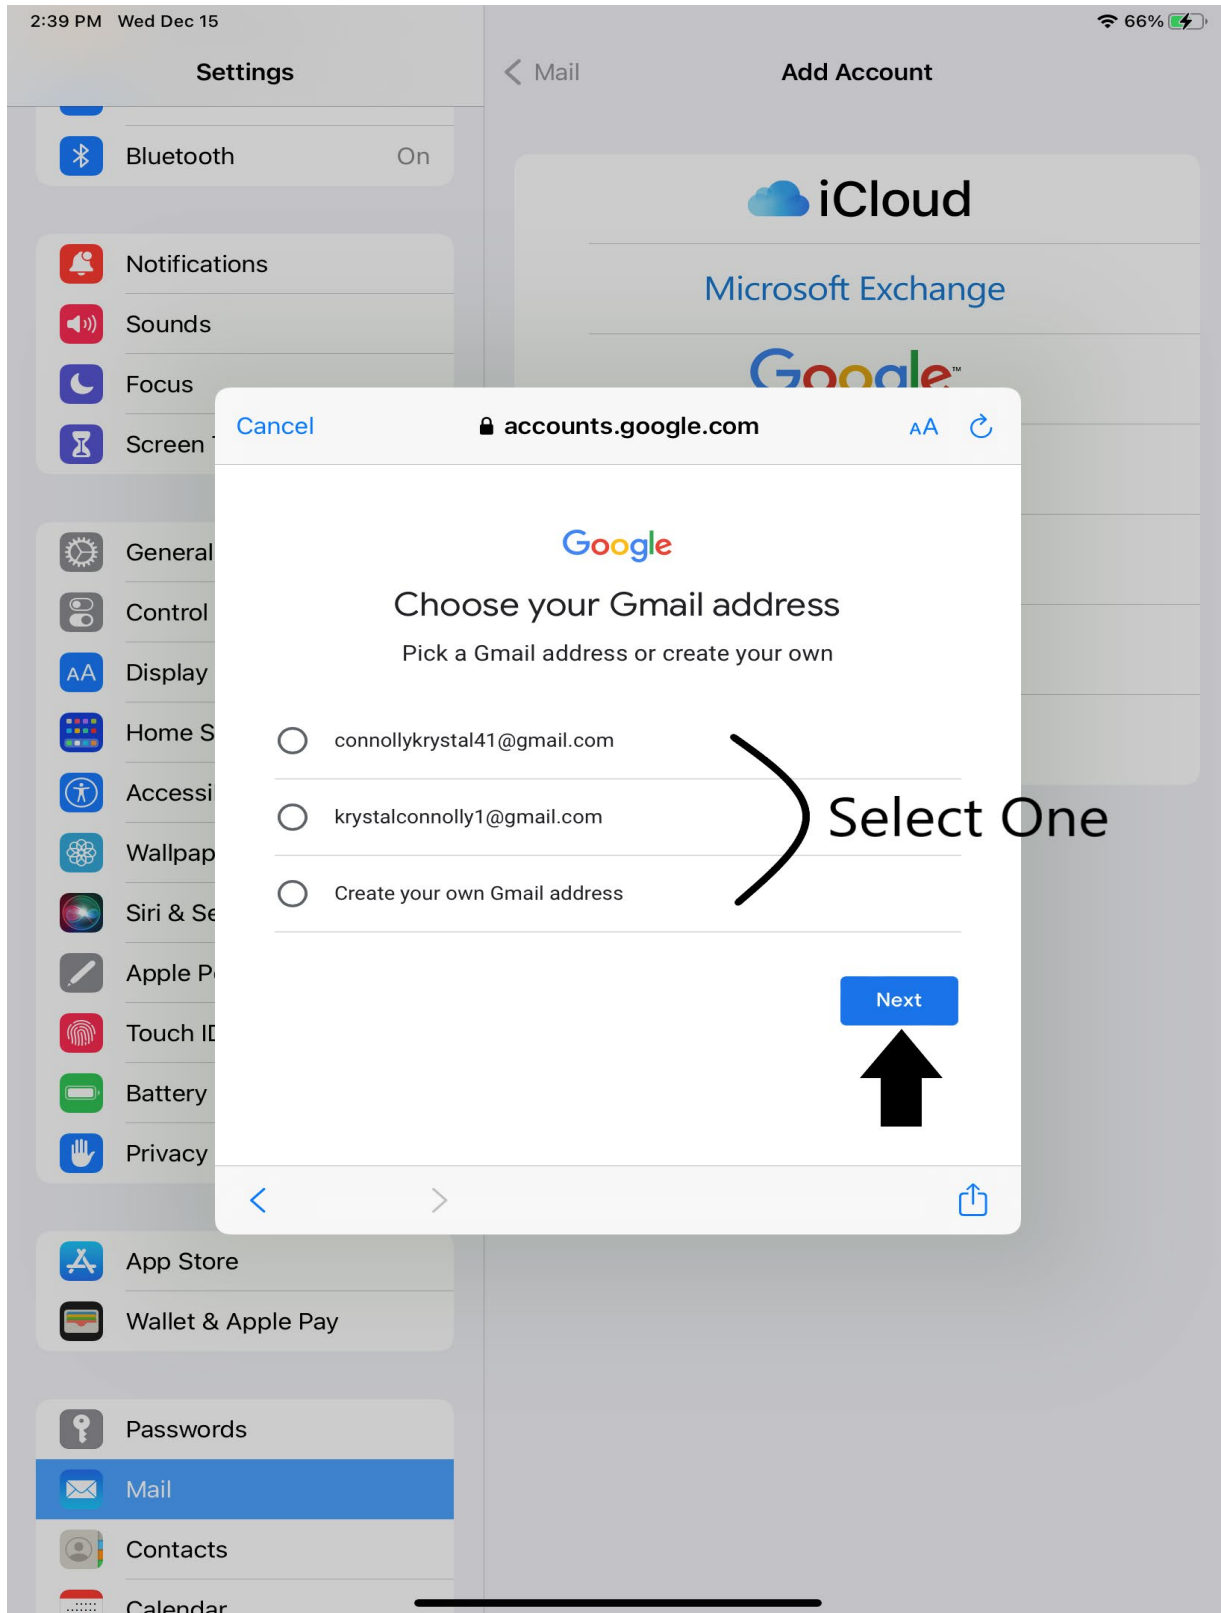 2:39 PM Wed Dec 15
66%
Settings
Mail
Add Account
Bluetooth On
Notifications
Sounds
Focus
Screen
General
Control
Display
Home S
Accessi
Wallpap
Siri & Se
Apple P
Touch ID
Battery
Privacy
App Store
Wallet & Apple Pay
Passwords
Mail
Contacts
Calendar
iCloud
Microsoft Exchange
Google™
Cancel
accounts.google.com
AA
Google
Choose your Gmail address
Pick a Gmail address or create your own
connollykrystal41@gmail.com
krystalconnolly1@gmail.com
Create your own Gmail address
Select One
Next